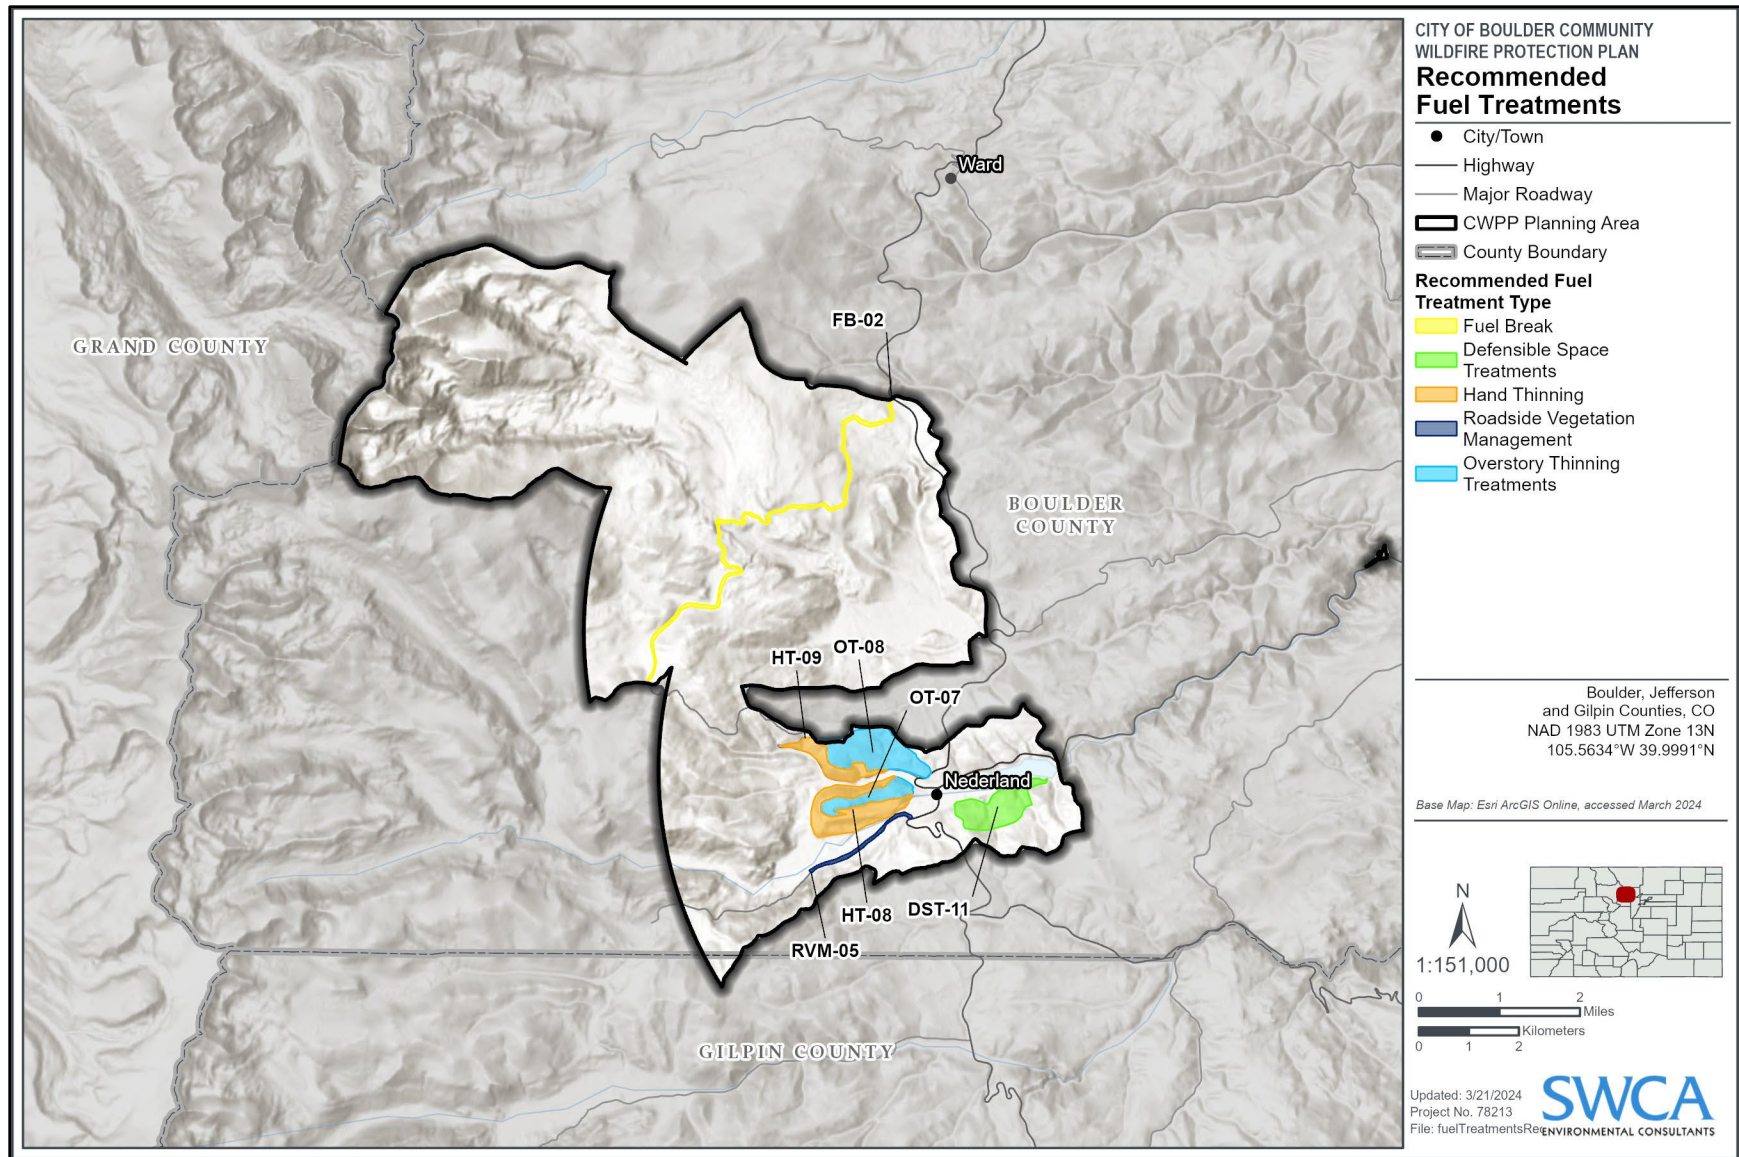 CITY OF BOULDER COMMUNITY
WILDFIRE PROTECTION PLAN
Recommended
Fuel Treatments
City/Town
Highway
Major Roadway
CWPP Planning Area
County Boundary
Recommended Fuel
Treatment Type
Fuel Break
Defensible Space
Treatments
Hand Thinning
Roadside Vegetation
Management
Overstory Thinning
Treatments
Boulder, Jefferson
and Gilpin Counties, CO
NAD 1983 UTM Zone 13N
105.5634°W 39.9991°N
Base Map: Esri ArcGIS Online, accessed March 2024
N
1:151,000
0 1 2
Miles
Kilometers
0 1 2
Updated: 3/21/2024
Project No. 78213
File: fuelTreatmentsRec
SWCA
ENVIRONMENTAL CONSULTANTS
Ward
FB-02
GRAND COUNTY
BOULDER
COUNTY
HT-09
OT-08
OT-07
Nederland
HT-08
DST-11
RVM-05
GILPIN COUNTY